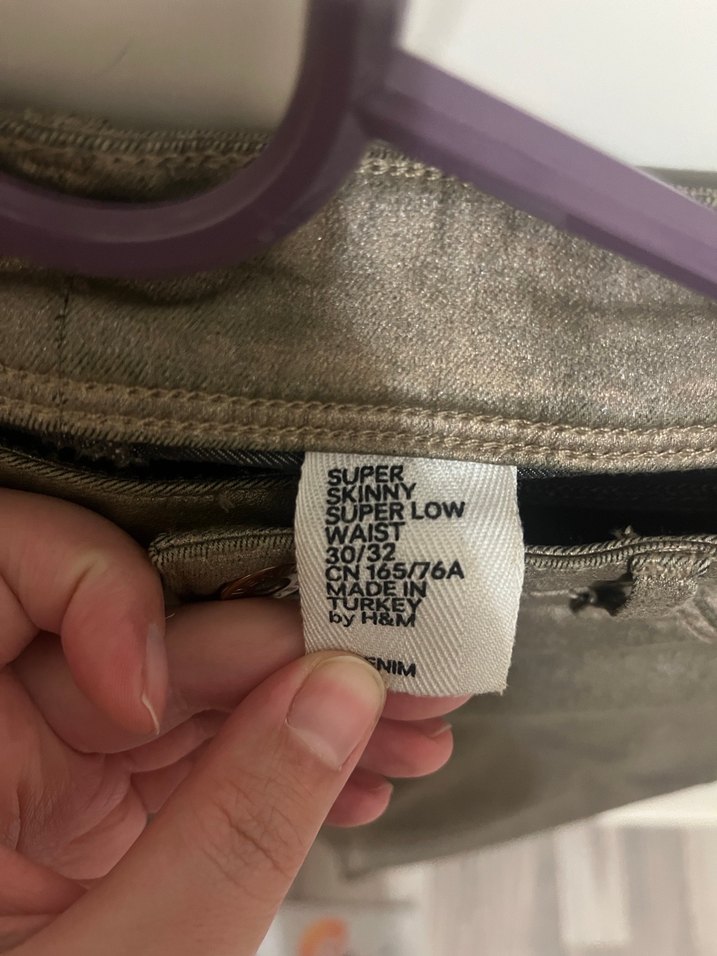 SUPER
SKINNY
SUPER LOW
WAIST
30/32
CN 165/76A
MADE IN
TURKEY
by H&M